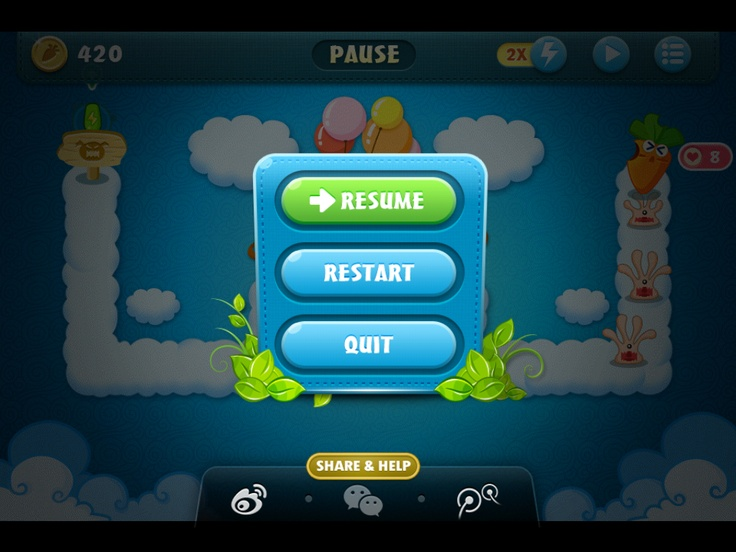 420
PAUSE
2X
8
RESUME
RESTART
QUIT
SHARE & HELP